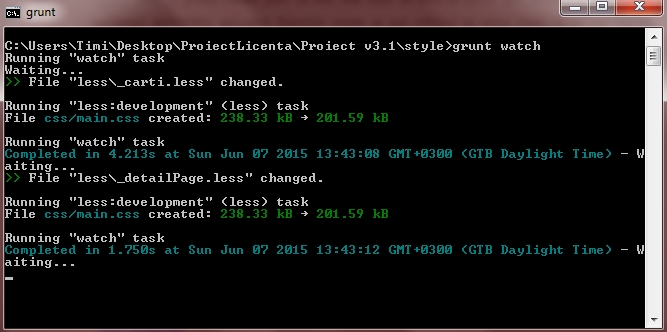 grunt
C:\Users\Timi\Desktop\ProiectLicenta\Proiect v3.1\style>grunt watch
Running "watch" task
Waiting...
>> File "less\_carti.less" changed.
Running "less:development" (less) task
File css/main.css created: 238.33 kB → 201.59 kB
Running "watch" task
Completed in 4.213s at Sun Jun 07 2015 13:43:08 GMT+0300 (GTB Daylight Time) - W
aiting...
>> File "less\_detailPage.less" changed.
Running "less:development" (less) task
File css/main.css created: 238.33 kB → 201.59 kB
Running "watch" task
Completed in 1.750s at Sun Jun 07 2015 13:43:12 GMT+0300 (GTB Daylight Time) - W
aiting...